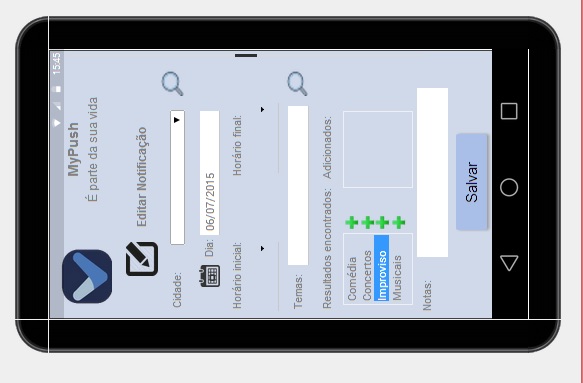 15:45
MyPush
É parte da sua vida
Editar Notificação
Cidade:
Dia: 06/07/2015
Horário inicial: Horário final:
Temas:
Resultados encontrados: Adicionados:
Comédia
Concertos
Improviso
Musicais
Notas:
Salvar